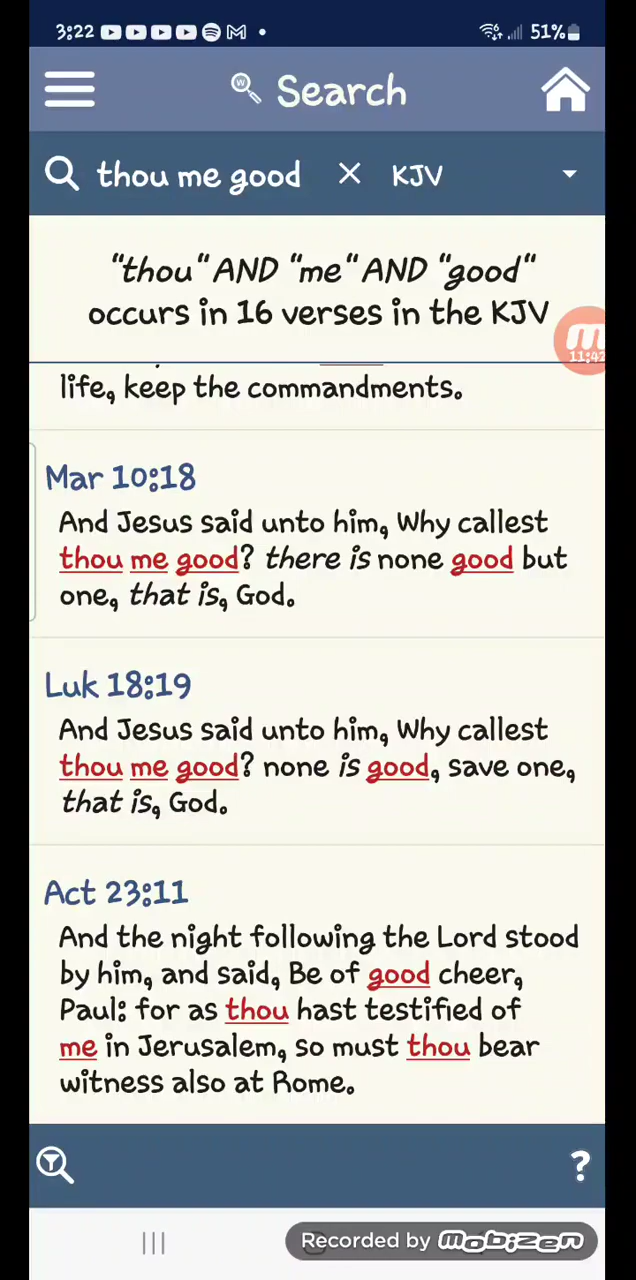 3:22 51%
Search
thou me good × KJV
"thou" AND "me" AND "good"
occurs in 16 verses in the KJV
11:42
life, keep the commandments.
Mar 10:18
And Jesus said unto him, Why callest
thou me good? there is none good but
one, that is, God.
Luk 18:19
And Jesus said unto him, Why callest
thou me good? none is good, save one,
that is, God.
Act 23:11
And the night following the Lord stood
by him, and said, Be of good cheer,
Paul: for as thou hast testified of
me in Jerusalem, so must thou bear
witness also at Rome.
?
Recorded by mobizen